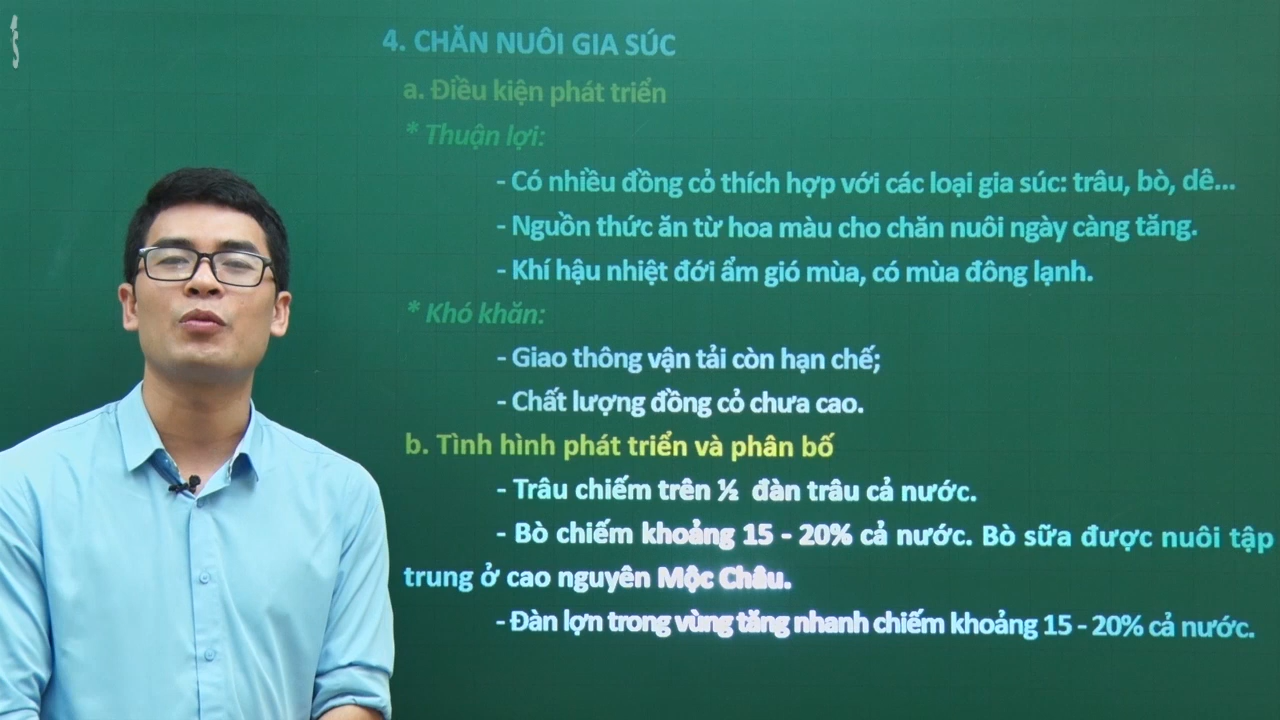 4. CHĂN NUÔI GIA SÚC
a. Điều kiện phát triển
* Thuận lợi:
- Có nhiều đồng cỏ thích hợp với các loại gia súc: trâu, bò, dê...
- Nguồn thức ăn từ hoa màu cho chăn nuôi ngày càng tăng.
- Khí hậu nhiệt đới ẩm gió mùa, có mùa đông lạnh.
* Khó khăn:
- Giao thông vận tải còn hạn chế;
- Chất lượng đồng cỏ chưa cao.
b. Tình hình phát triển và phân bố
- Trâu chiếm trên ½ đàn trâu cả nước.
- Bò chiếm khoảng 15 - 20% cả nước. Bò sữa được nuôi tập
trung ở cao nguyên Mộc Châu.
- Đàn lợn trong vùng tăng nhanh chiếm khoảng 15 - 20% cả nước.